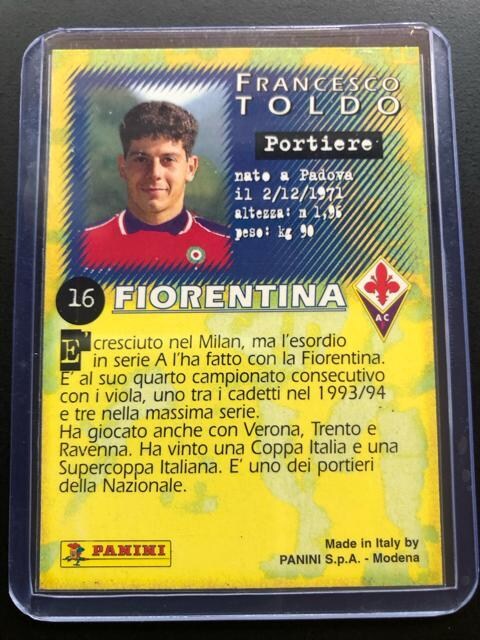 FRANCESCO
TOLDO
Portiere
nato a Padova
il 2/12/1971
altezza: m 1,96
peso: kg 90
16 FIORENTINA
AC
E' cresciuto nel Milan, ma l'esordio
in serie A l'ha fatto con la Fiorentina.
E' al suo quarto campionato consecutivo
con i viola, uno tra i cadetti nel 1993/94
e tre nella massima serie.
Ha giocato anche con Verona, Trento e
Ravenna. Ha vinto una Coppa Italia e una
Supercoppa Italiana. E' uno dei portieri
della Nazionale.
PANINI
Made in Italy by
PANINI S.p.A. - Modena